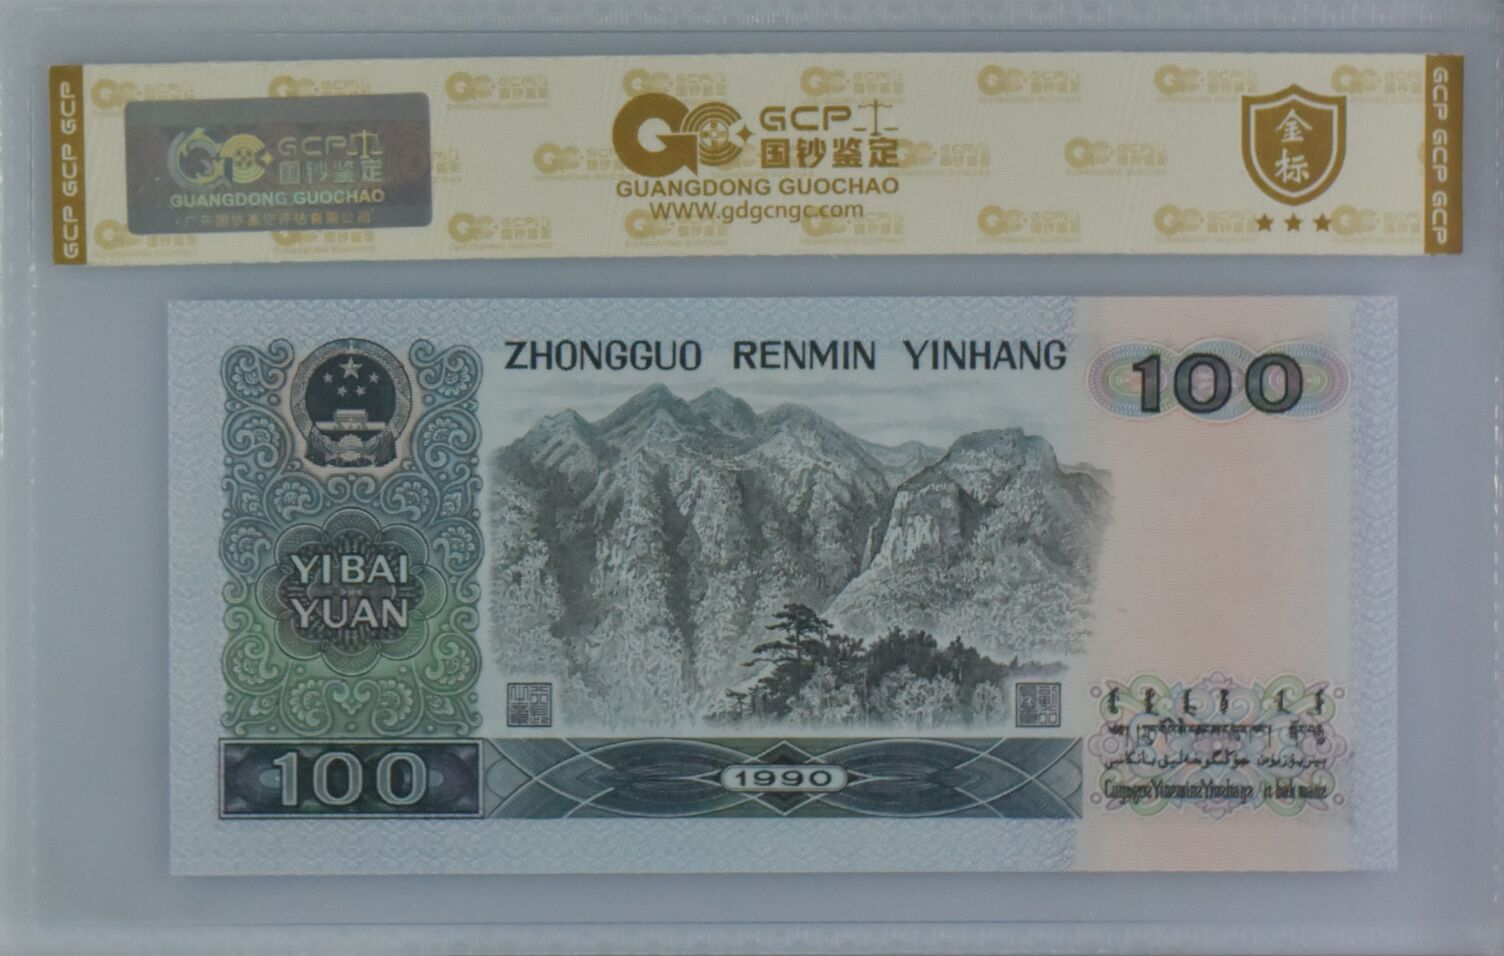 GCP GCP GCP
GCP
国钞鉴定
GUANGDONG GUOCHAO
·广东国钞鉴定评估有限公司·
GCP
国钞鉴定
GUANGDONG GUOCHAO
WWW.gdgcngc.com
金
标
GCP GCP GCP
ZHONGGUO RENMIN YINHANG
100
YI BAI
YUAN
100
1990